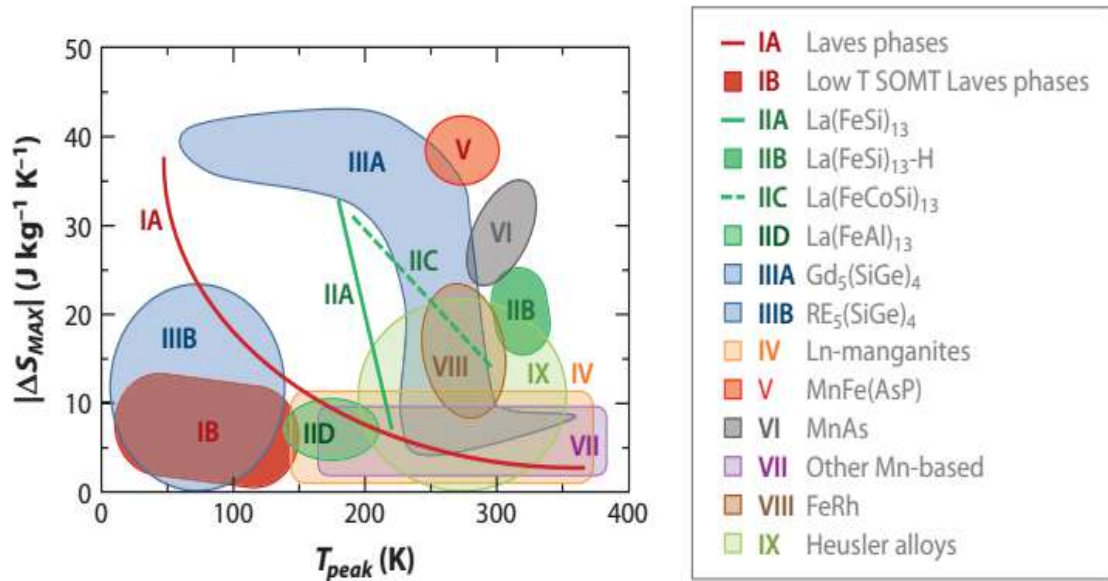 50
40
30
20
10
0
0
100
200
300
400
|ΔS_MAX| (J kg⁻¹ K⁻¹)
T_peak (K)
IA
IIIB
IB
IID
IIIA
IIA
IIC
V
VI
IIB
VIII
IX
IV
VII
IA Laves phases
IB Low T SOMT Laves phases
IIA La(FeSi)₁₃
IIB La(FeSi)₁₃-H
IIC La(FeCoSi)₁₃
IID La(FeAl)₁₃
IIIA Gd₅(SiGe)₄
IIIB RE₅(SiGe)₄
IV Ln-manganites
V MnFe(AsP)
VI MnAs
VII Other Mn-based
VIII FeRh
IX Heusler alloys